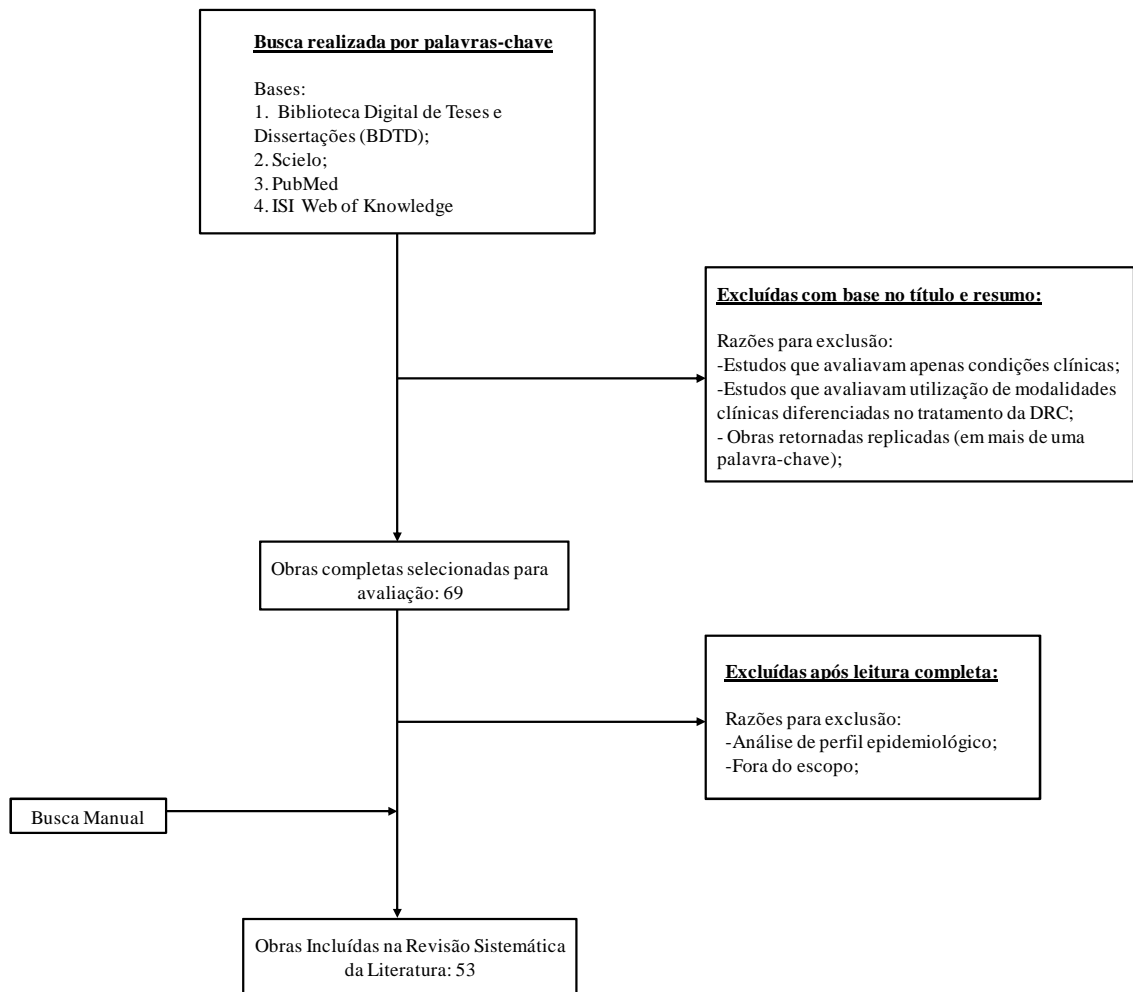 Busca realizada por palavras-chave
Bases:
1. Biblioteca Digital de Teses e
Dissertações (BDTD);
2. Scielo;
3. PubMed
4. ISI Web of Knowledge
Excluídas com base no título e resumo:
Razões para exclusão:
-Estudos que avaliavam apenas condições clínicas;
-Estudos que avaliavam utilização de modalidades
clínicas diferenciadas no tratamento da DRC;
- Obras retornadas replicadas (em mais de uma
palavra-chave);
Obras completas selecionadas para
avaliação: 69
Excluídas após leitura completa:
Razões para exclusão:
-Análise de perfil epidemiológico;
-Fora do escopo;
Busca Manual
Obras Incluídas na Revisão Sistemática
da Literatura: 53